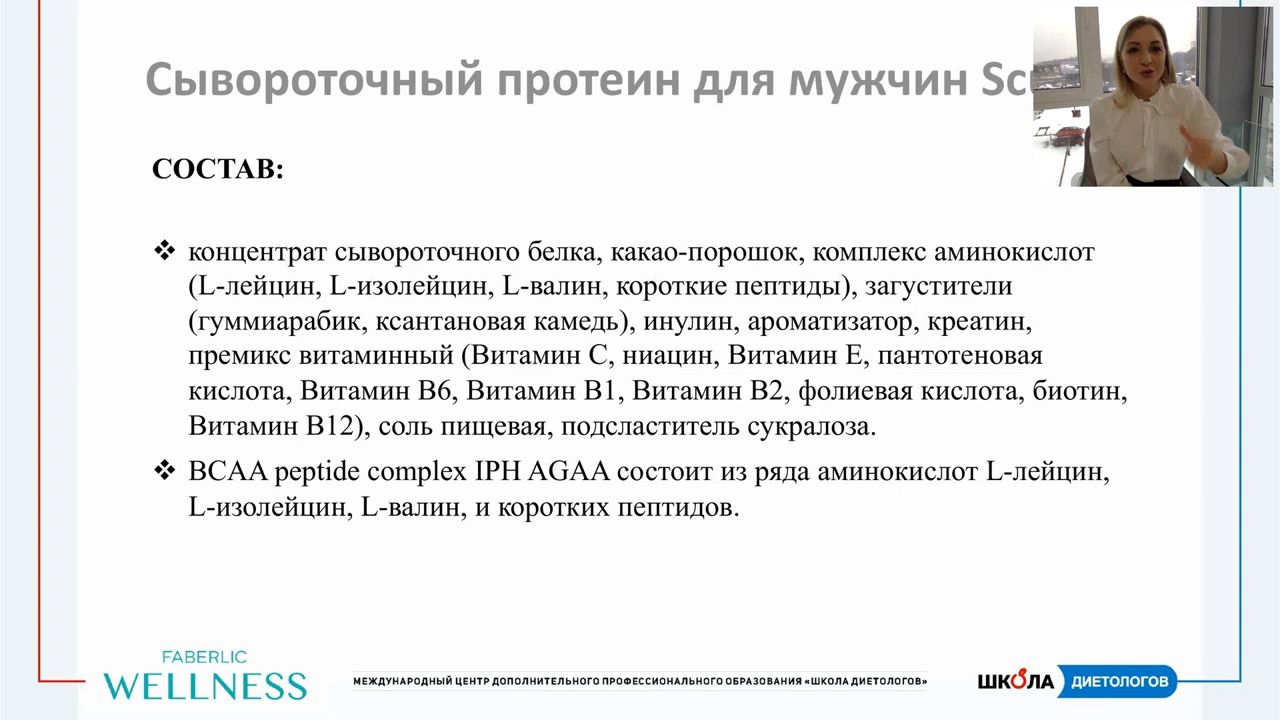 Сывороточный протеин для мужчин
СОСТАВ:
❖ концентрат сывороточного белка, какао-порошок, комплекс аминокислот
(L-лейцин, L-изолейцин, L-валин, короткие пептиды), загустители
(гуммиарабик, ксантановая камедь), инулин, ароматизатор, креатин,
премикс витаминный (Витамин С, ниацин, Витамин Е, пантотеновая
кислота, Витамин В6, Витамин В1, Витамин В2, фолиевая кислота, биотин,
Витамин В12), соль пищевая, подсластитель сукралоза.
❖ BCAA peptide complex IPH AGAA состоит из ряда аминокислот L-лейцин,
L-изолейцин, L-валин, и коротких пептидов.
FABERLIC
WELLNESS
МЕЖДУНАРОДНЫЙ ЦЕНТР ДОПОЛНИТЕЛЬНОГО ПРОФЕССИОНАЛЬНОГО ОБРАЗОВАНИЯ «ШКОЛА ДИЕТОЛОГОВ»
ШКОЛА ДИЕТОЛОГОВ